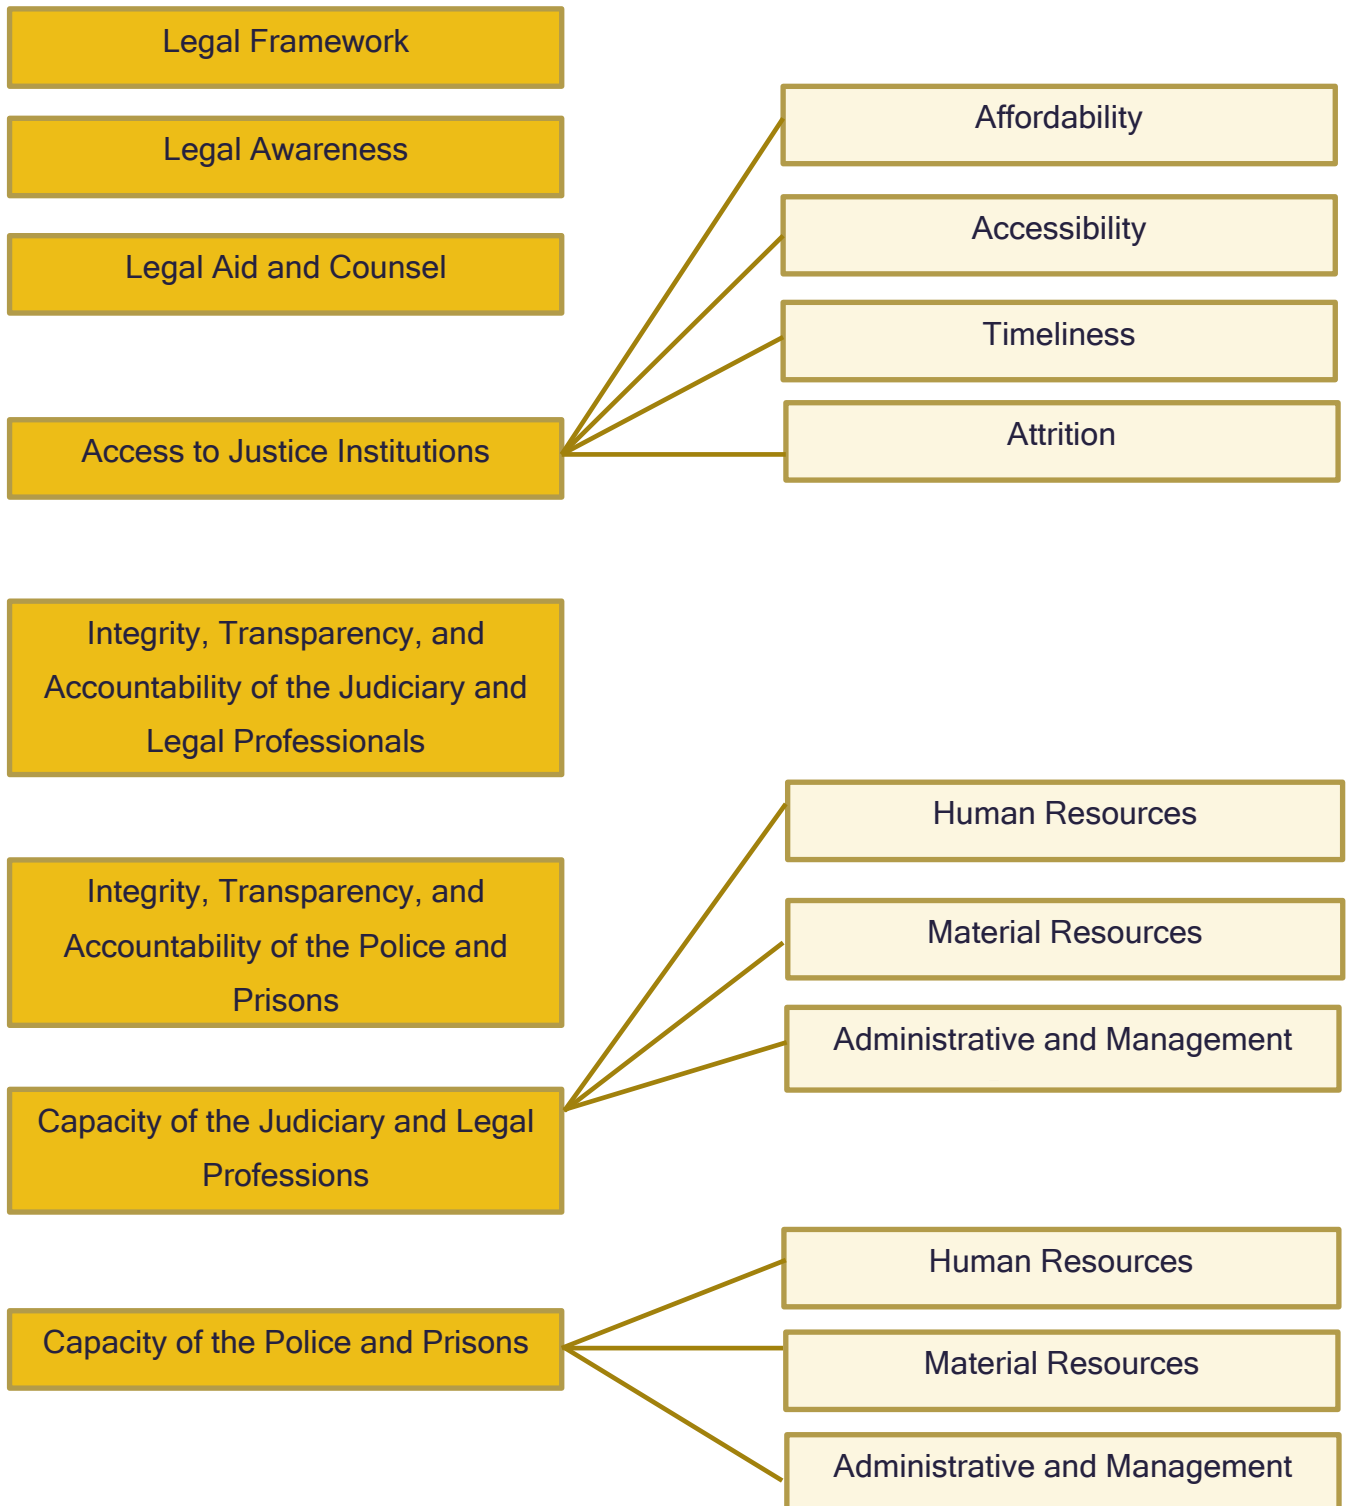 Legal Framework
Legal Awareness
Legal Aid and Counsel
Access to Justice Institutions
Affordability
Accessibility
Timeliness
Attrition
Integrity, Transparency, and
Accountability of the Judiciary and
Legal Professionals
Integrity, Transparency, and
Accountability of the Police and
Prisons
Capacity of the Judiciary and Legal
Professions
Human Resources
Material Resources
Administrative and Management
Capacity of the Police and Prisons
Human Resources
Material Resources
Administrative and Management